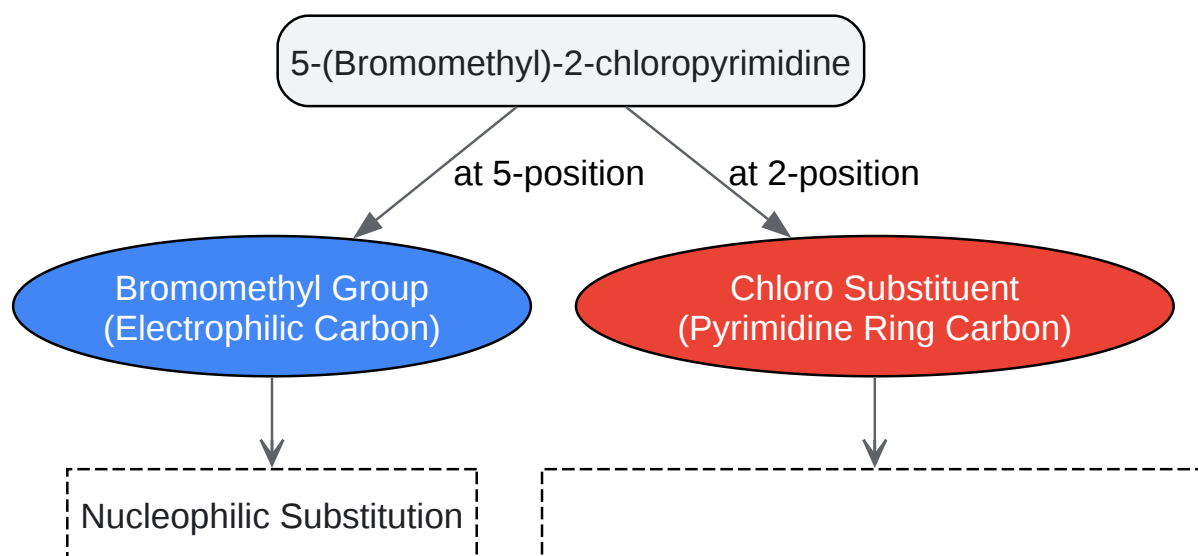 5-(Bromomethyl)-2-chloropyrimidine
at 5-position
at 2-position
Bromomethyl Group
(Electrophilic Carbon)
Chloro Substituent
(Pyrimidine Ring Carbon)
Nucleophilic Substitution